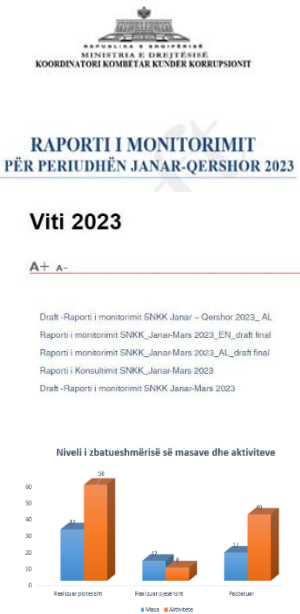 REPUBLIKA E SHQIPËRISË
MINISTRIA E DREJTËSISË
KOORDINATORI KOMBËTAR KUNDËR KORRUPSIONIT
RAPORTI I MONITORIMIT
PËR PERIUDHËN JANAR-QERSHOR 2023
Viti 2023
A+ A-
Draft -Raporti i monitorimit SNKK Janar – Qershor 2023_ AL
Raporti i monitorimit SNKK_Janar-Mars 2023_EN_draft final
Raporti i monitorimit SNKK_Janar-Mars 2023_AL_draft final
Raporti i Konsultimit SNKK_Janar-Mars 2023
Draft -Raporti i monitorimit SNKK Janar-Mars 2023
Niveli i zbatueshmërisë së masave dhe aktiviteve
60
50
40
30
20
10
0
31
58
12
8
17
40
Realizuar plotësisht
Realizuar pjesërisht
Pazbatuar
Masa Aktivitete